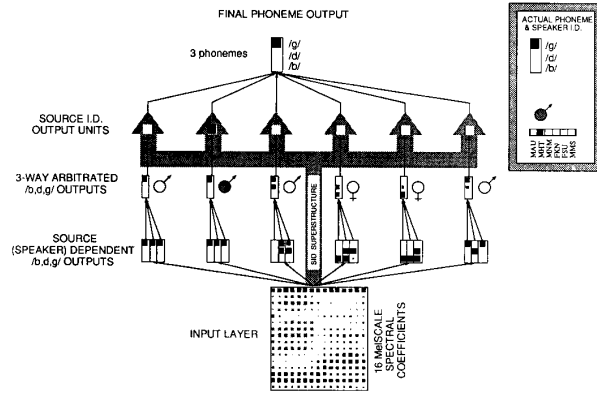 FINAL PHONEME OUTPUT
3 phonemes
/g/
/d/
/b/
SOURCE I.D.
OUTPUT UNITS
3-WAY ARBITRATED
/b,d,g/ OUTPUTS
SOURCE
(SPEAKER) DEPENDENT
/b,d,g/ OUTPUTS
SID SUPERSTRUCTURE
INPUT LAYER
16 MelSCALE
SPECTRAL
COEFFICIENTS
ACTUAL PHONEME
& SPEAKER I.D.
/g/
/d/
/b/
MAU
MHT
MNM
FKN
FSU
MMS